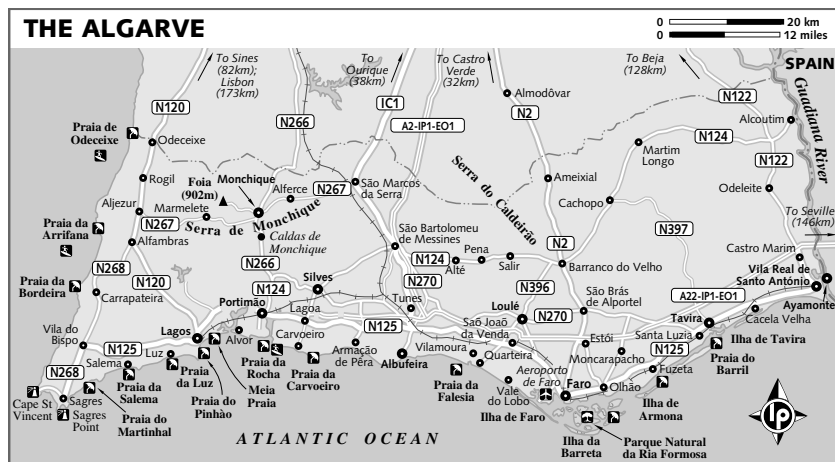 THE ALGARVE
0 20 km
0 12 miles
To Sines
(82km);
Lisbon
(173km)
To
Ourique
(38km)
To Castro
Verde
(32km)
To Beja
(128km)
SPAIN
N120
N266
IC1
A2-IP1-EO1
N2
Almodôvar
N122
Guadiana River
Alcoutim
Praia de
Odeceixe
Odeceixe
Martim
Longo
N124
N122
Rogil
Foia
(902m)
Monchique
Alferce
N267
São Marcos
da Serra
Serra do Caldeirão
Ameixial
Cachopo
Odeleite
Aljezur
Marmelete
N267
Serra de Monchique
To Seville
(146km)
Praia da
Arrifana
Alfambras
Caldas de
Monchique
São Bartolomeu
de Messines
N2
N397
Castro Marim
N268
N120
N266
N124
Alté
Pena
Salir
Barranco do Velho
Vila Real de
Santo António
Praia da
Bordeira
Carrapateira
Silves
N270
N396
São Brás
de Alportel
A22-IP1-EO1
Ayamonte
Portimão
N124
Lagoa
Tunes
Loulé
N270
Tavira
Cacela Velha
Vila do
Bispo
Lagos
Alvor
Carvoeiro
N125
Saõ Joaõ
da Venda
Estói
Santa Luzia
Ilha de Tavira
N125
Salema
Luz
Armação
de Pêra
Albufeira
Vilamoura
Quarteira
Moncarapacho
N125
Praia do
Barril
N268
Praia da
Salema
Praia
da Luz
Meia
Praia
Praia da
Rocha
Praia da
Carvoeiro
Praia da
Falesia
Vale
do Lobo
Aeroporto
de Faro
Faro
Olhão
Fuzeta
Cape St
Vincent
Sagres
Sagres
Point
Praia do
Martinhal
Praia do
Pinhào
Ilha de Faro
Ilha de
Armona
ATLANTIC OCEAN
Ilha da
Barreta
Parque Natural
da Ria Formosa
lp